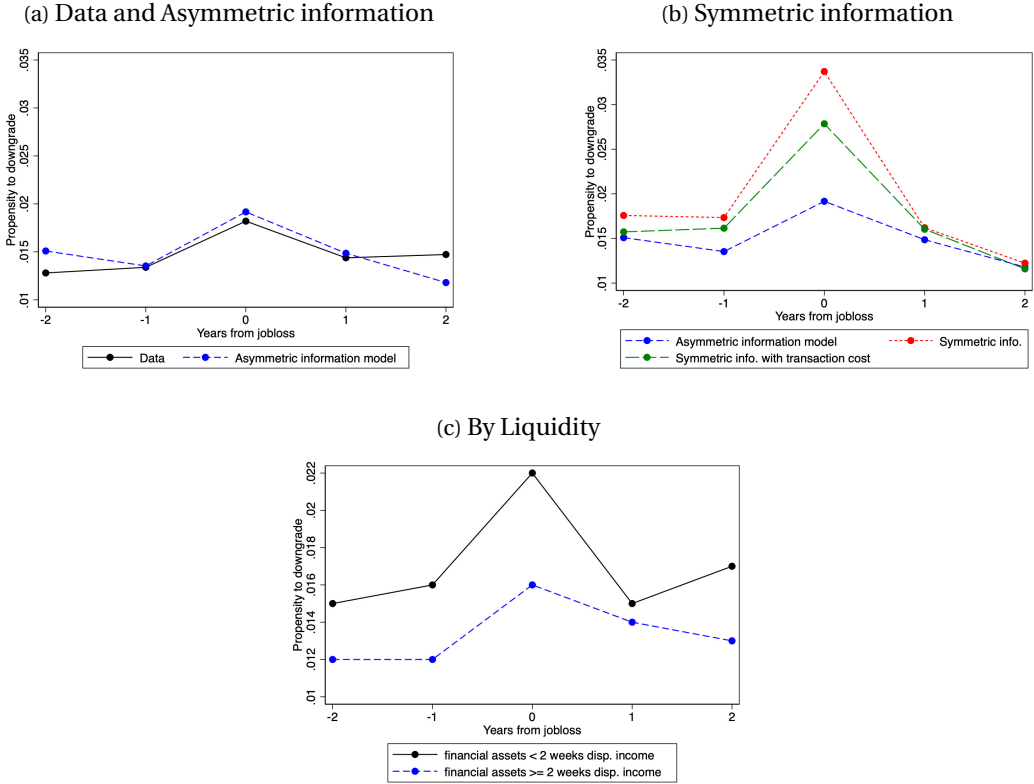 (a) Data and Asymmetric information
Propensity to downgrade
.035
.03
.025
.02
.015
.01
-2 -1 0 1 2
Years from jobloss
Data Asymmetric information model
(b) Symmetric information
Propensity to downgrade
.035
.03
.025
.02
.015
.01
-2 -1 0 1 2
Years from jobloss
Asymmetric information model Symmetric info.
Symmetric info. with transaction cost
(c) By Liquidity
Propensity to downgrade
.022
.02
.018
.016
.014
.012
.01
-2 -1 0 1 2
Years from jobloss
financial assets < 2 weeks disp. income
financial assets >= 2 weeks disp. income